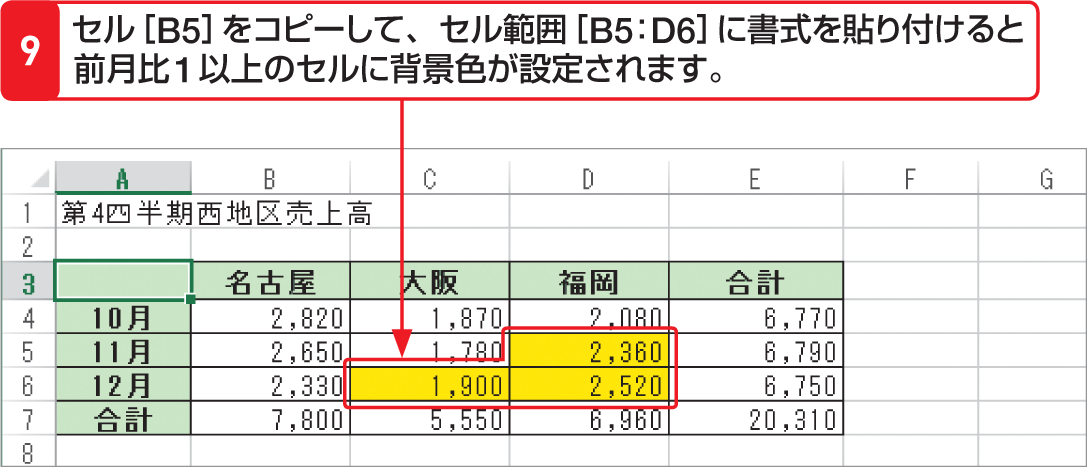 9
セル［B5］をコピーして、セル範囲［B5：D6］に書式を貼り付けると
前月比1以上のセルに背景色が設定されます。
A B C D E F G
1 第4四半期西地区売上高
2
3 名古屋 大阪 福岡 合計
4 10月 2,820 1,870 2,080 6,770
5 11月 2,650 1,780 2,360 6,790
6 12月 2,330 1,900 2,520 6,750
7 合計 7,800 5,550 6,960 20,310
8